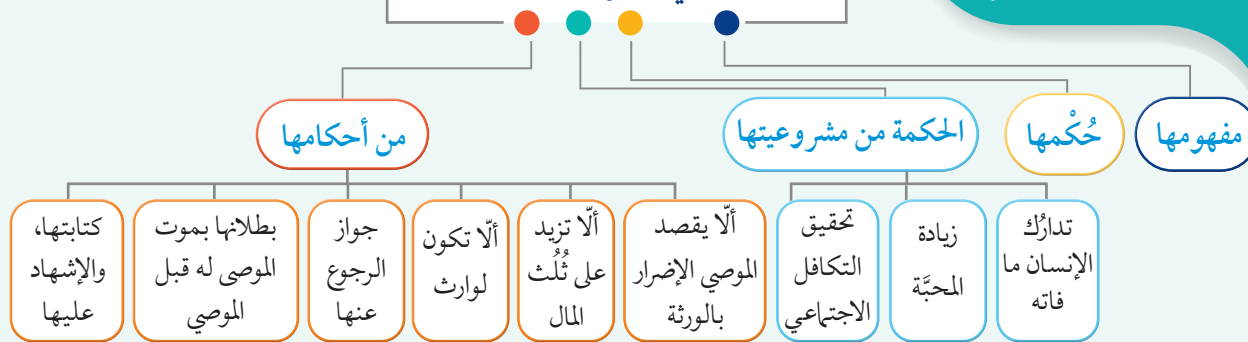 مفهومها
حُكْمها
الحكمة من مشروعيتها
من أحكامها
تدارُك
الإنسان ما
فاته
زيادة
المحبَّة
تحقيق
التكافل
الاجتماعي
ألّا يقصد
الموصي الإضرار
بالورثة
ألّا تزيد
على ثُلُث
المال
ألّا تكون
لوارث
جواز
الرجوع
عنها
بطلانها بموت
الموصى له قبل
الموصي
كتابتها،
والإشهاد
عليها